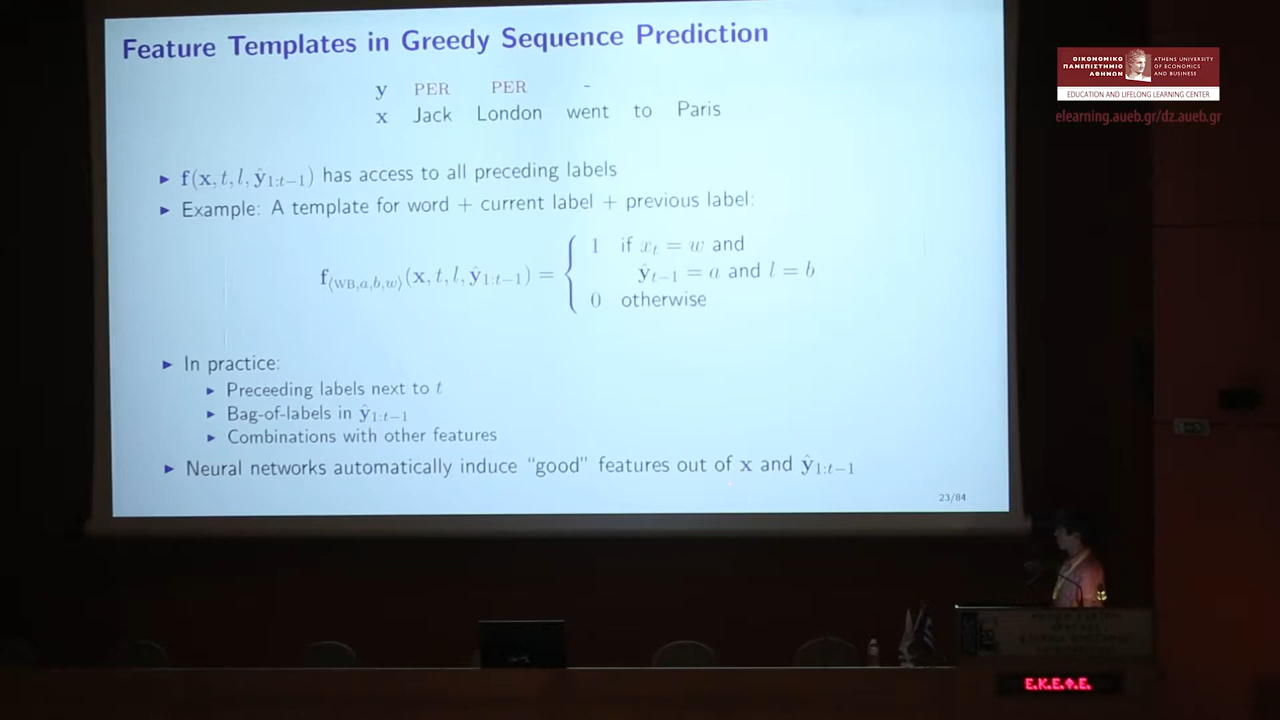 Feature Templates in Greedy Sequence Prediction
y PER PER -
x Jack London went to Paris
▸ f(x, t, l, ŷ1:t−1) has access to all preceding labels
▸ Example: A template for word + current label + previous label:
f⟨WB,a,b,w⟩(x, t, l, ŷ1:t−1) = { 1 if xt = w and
ŷt−1 = a and l = b
0 otherwise
▸ In practice:
▸ Preceeding labels next to t
▸ Bag-of-labels in ŷ1:t−1
▸ Combinations with other features
▸ Neural networks automatically induce “good” features out of x and ŷ1:t−1
23/84
ΟΙΚΟΝΟΜΙΚΟ
ΠΑΝΕΠΙΣΤΗΜΙΟ
ΑΘΗΝΩΝ
ATHENS UNIVERSITY
OF ECONOMICS
AND BUSINESS
EDUCATION AND LIFELONG LEARNING CENTER
elearning.aueb.gr/dz.aueb.gr
Ε.Κ.Ε.Φ.Ε.